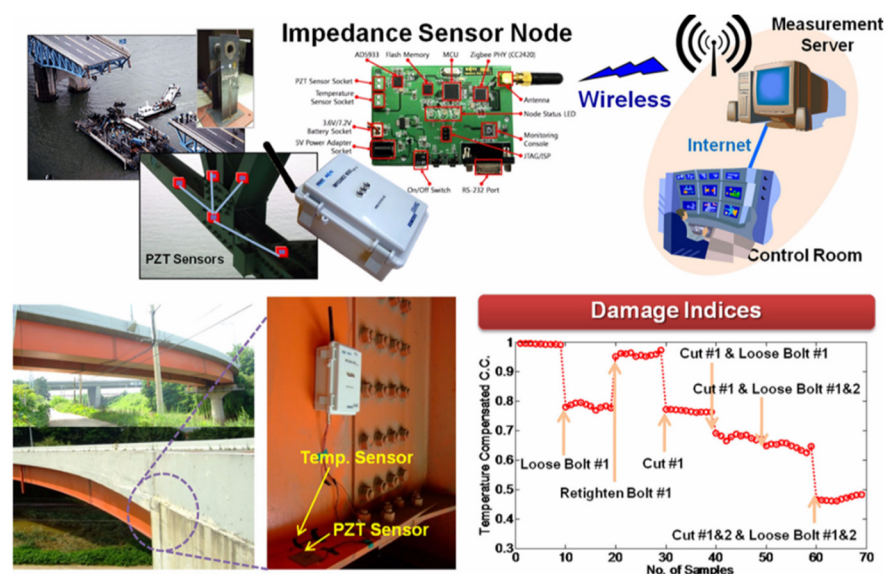 Impedance Sensor Node
AD5933
Flash Memory
MCU
Zigbee PHY (CC2420)
PZT Sensor
Socket
Temperature
Sensor Socket
3.6V/7.2V
Battery Socket
5V Power Adapter
Socket
On/Off Switch
RS-232 Port
Antenna
Node Status LED
Monitoring
Console
JTAG/ISP
PZT Sensors
Wireless
Measurement
Server
Internet
Control Room
Temp. Sensor
PZT Sensor
Damage Indices
Temperature Compensated C.C.
1
0.9
0.8
0.7
0.6
0.5
0.4
0.3
Loose Bolt #1
Retighten Bolt #1
Cut #1
Cut #1 & Loose Bolt #1
Cut #1 & Loose Bolt #1&2
Cut #1&2 & Loose Bolt #1&2
0 10 20 30 40 50 60 70
No. of Samples